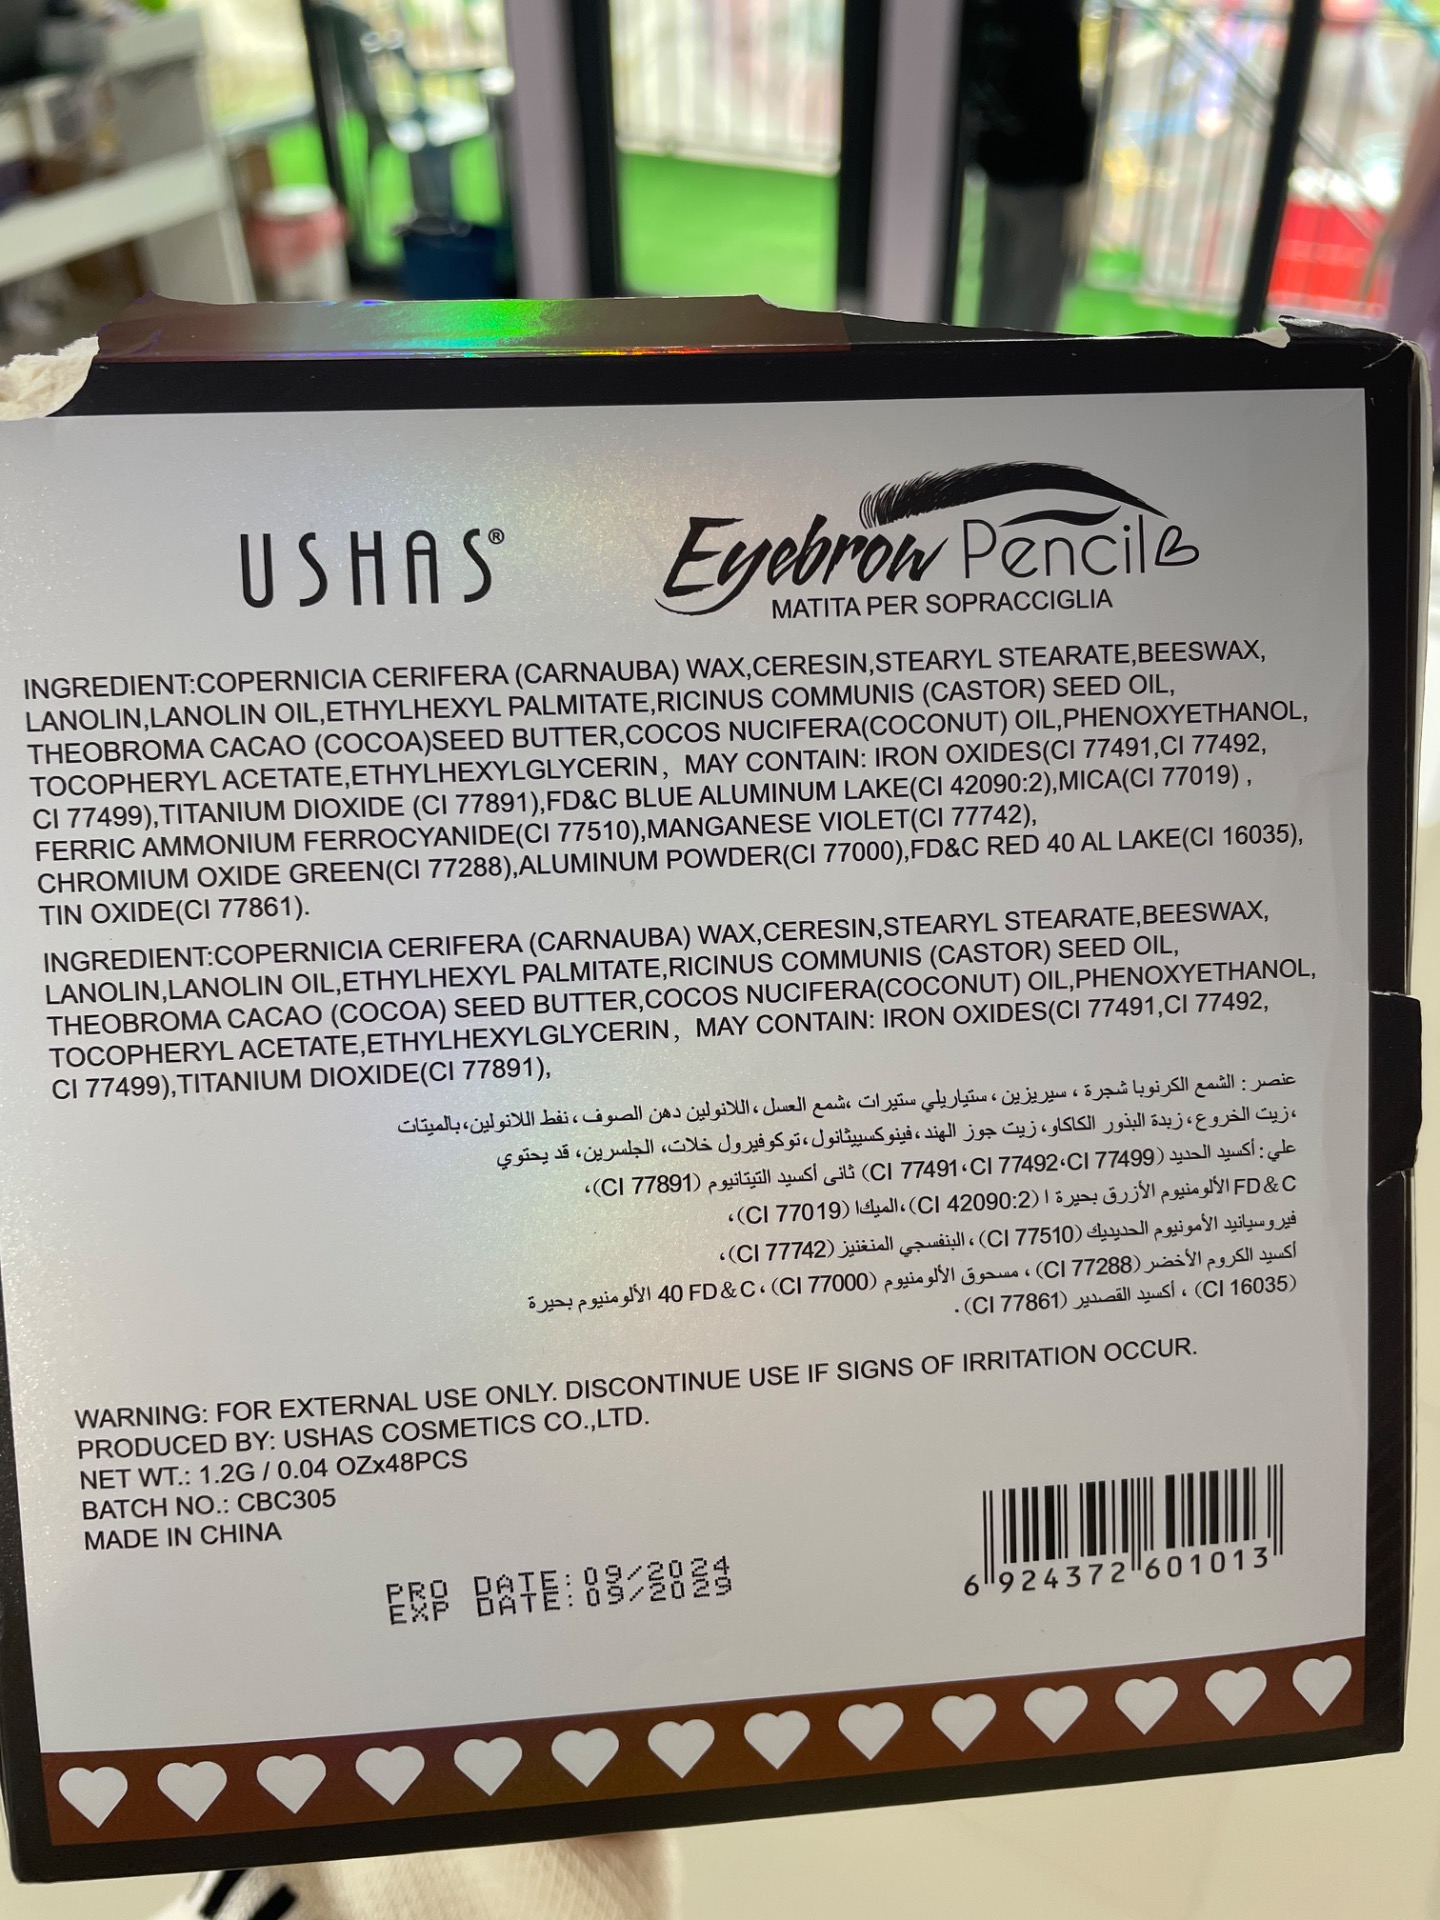 USHAS®
Eyebrow Pencil
MATITA PER SOPRACCIGLIA
INGREDIENT:COPERNICIA CERIFERA (CARNAUBA) WAX,CERESIN,STEARYL STEARATE,BEESWAX,
LANOLIN,LANOLIN OIL,ETHYLHEXYL PALMITATE,RICINUS COMMUNIS (CASTOR) SEED OIL,
THEOBROMA CACAO (COCOA)SEED BUTTER,COCOS NUCIFERA(COCONUT) OIL,PHENOXYETHANOL,
TOCOPHERYL ACETATE,ETHYLHEXYLGLYCERIN, MAY CONTAIN: IRON OXIDES(CI 77491,CI 77492,
CI 77499),TITANIUM DIOXIDE (CI 77891),FD&C BLUE ALUMINUM LAKE(CI 42090:2),MICA(CI 77019) ,
FERRIC AMMONIUM FERROCYANIDE(CI 77510),MANGANESE VIOLET(CI 77742),
CHROMIUM OXIDE GREEN(CI 77288),ALUMINUM POWDER(CI 77000),FD&C RED 40 AL LAKE(CI 16035),
TIN OXIDE(CI 77861).
INGREDIENT:COPERNICIA CERIFERA (CARNAUBA) WAX,CERESIN,STEARYL STEARATE,BEESWAX,
LANOLIN,LANOLIN OIL,ETHYLHEXYL PALMITATE,RICINUS COMMUNIS (CASTOR) SEED OIL,
THEOBROMA CACAO (COCOA) SEED BUTTER,COCOS NUCIFERA(COCONUT) OIL,PHENOXYETHANOL,
TOCOPHERYL ACETATE,ETHYLHEXYLGLYCERIN, MAY CONTAIN: IRON OXIDES(CI 77491,CI 77492,
CI 77499),TITANIUM DIOXIDE(CI 77891),
عنصر : الشمع الكرنوبا شجرة ، سيريزين ، ستياريلي ستيرات ،شمع العسل ،اللانولين دهن الصوف ، نفط اللانولين، بالميتات
،زيت الخروع ، زبدة البذور الكاكاو، زيت جوز الهند، فينوكسييثانول،توكوفيرول خلات، الجلسرين، قد يحتوي
علي: أكسيد الحديد (CI 77491،CI 77492،CI 77499) ثانى أكسيد التيتانيوم (CI 77891)،
FD&C الألومنيوم الأزرق بحيرة ا (CI 42090:2)،الميكا (CI 77019)،
فيروسيانيد الأمونيوم الحديديك (CI 77510)، البنفسجي المنغنيز (CI 77742)،
أكسيد الكروم الأخضر (CI 77288)، مسحوق الألومنيوم (CI 77000)، FD&C 40 الألومنيوم بحيرة
(CI 16035) ، أكسيد القصدير (CI 77861).
WARNING: FOR EXTERNAL USE ONLY. DISCONTINUE USE IF SIGNS OF IRRITATION OCCUR.
PRODUCED BY: USHAS COSMETICS CO.,LTD.
NET WT.: 1.2G / 0.04 OZx48PCS
BATCH NO.: CBC305
MADE IN CHINA
PRO DATE:09/2024
EXP DATE:09/2029
6 924372 601013